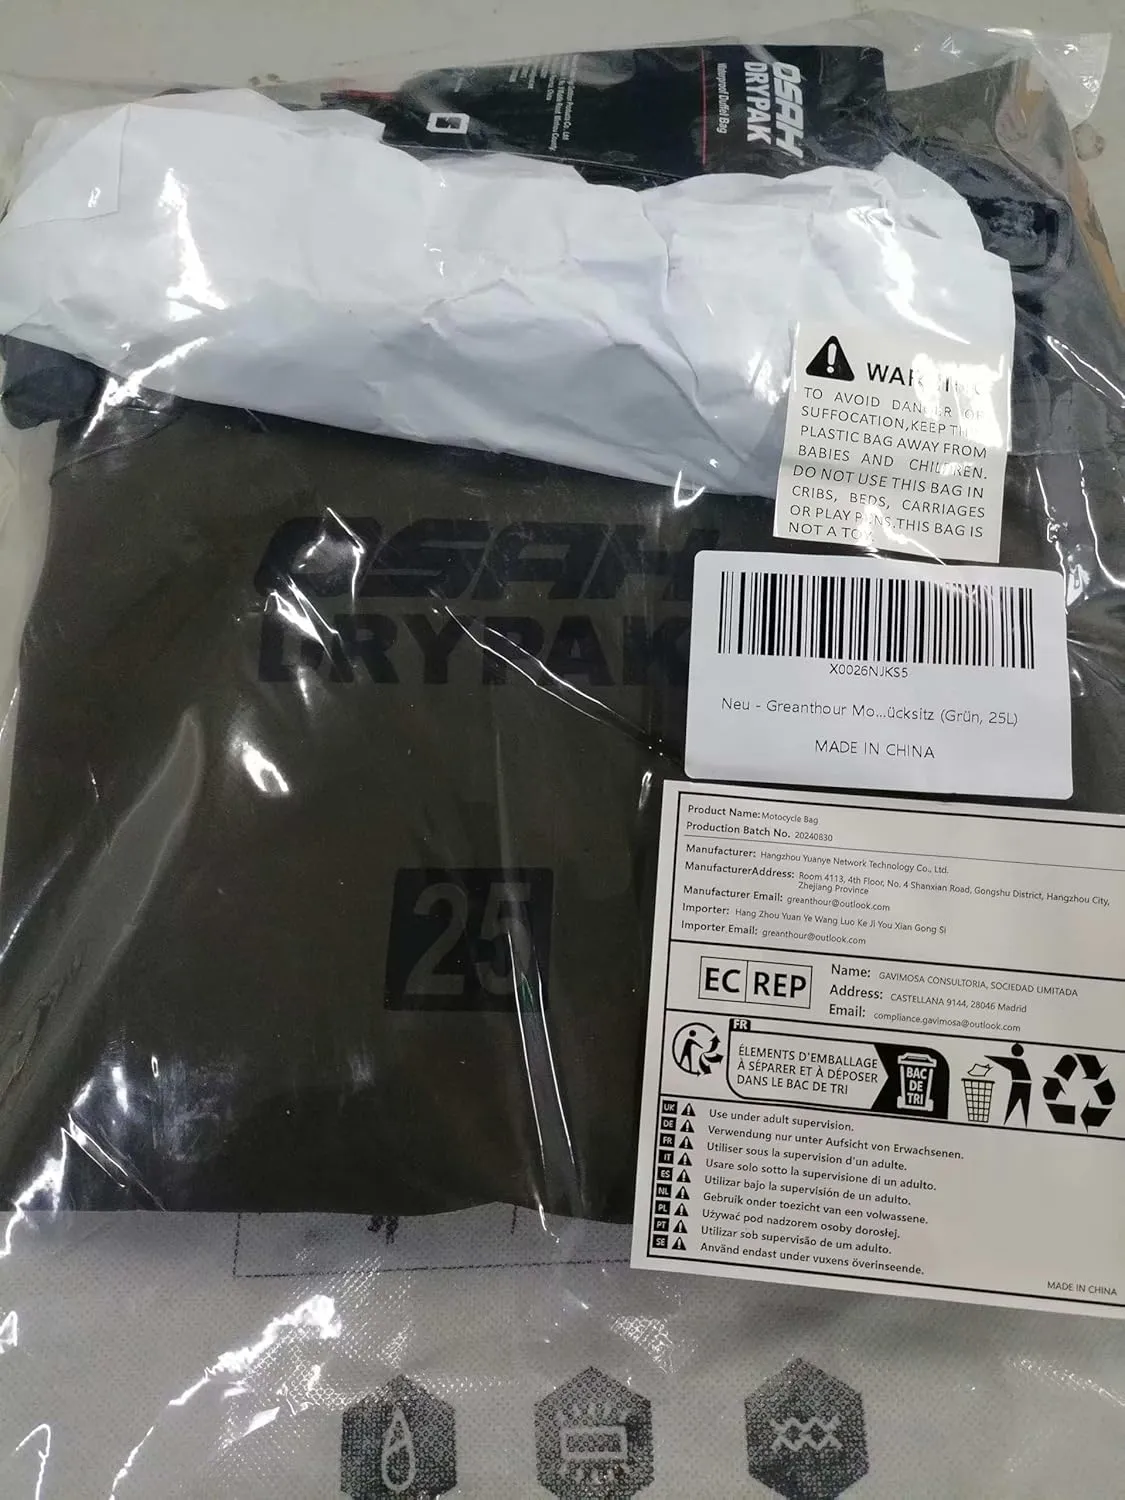 OSAH
DRYPAK
Waterproof Duffel Bag
WARNING
TO AVOID DANGER OF
SUFFOCATION,KEEP THIS
PLASTIC BAG AWAY FROM
BABIES AND CHILDREN.
DO NOT USE THIS BAG IN
CRIBS, BEDS, CARRIAGES
OR PLAY PENS.THIS BAG IS
NOT A TOY.
OSAH
DRYPAK
25
X0026NJKS5
Neu - Greanthour Mo...ücksitz (Grün, 25L)
MADE IN CHINA
Product Name: Motocycle Bag
Production Batch No. 20240830
Manufacturer: Hangzhou Yuanye Network Technology Co., Ltd.
ManufacturerAddress: Room 4113, 4th Floor, No. 4 Shanxian Road, Gongshu District, Hangzhou City,
Zhejiang Province
Manufacturer Email: greanthour@outlook.com
Importer: Hang Zhou Yuan Ye Wang Luo Ke Ji You Xian Gong Si
Importer Email: greanthour@outlook.com
EC REP
Name: GAVIMOSA CONSULTORIA, SOCIEDAD LIMITADA
Address: CASTELLANA 9144, 28046 Madrid
Email: compliance.gavimosa@outlook.com
FR
ÉLEMENTS D'EMBALLAGE
À SÉPARER ET À DÉPOSER
DANS LE BAC DE TRI
BAC
DE
TRI
UK Use under adult supervision.
DE Verwendung nur unter Aufsicht von Erwachsenen.
FR Utiliser sous la supervision d'un adulte.
IT Usare solo sotto la supervisione di un adulto.
ES Utilizar bajo la supervisión de un adulto.
NL Gebruik onder toezicht van een volwassene.
PL Używać pod nadzorem osoby dorosłej.
PT Utilizar sob supervisão de um adulto.
SE Använd endast under vuxens överinseende.
MADE IN CHINA